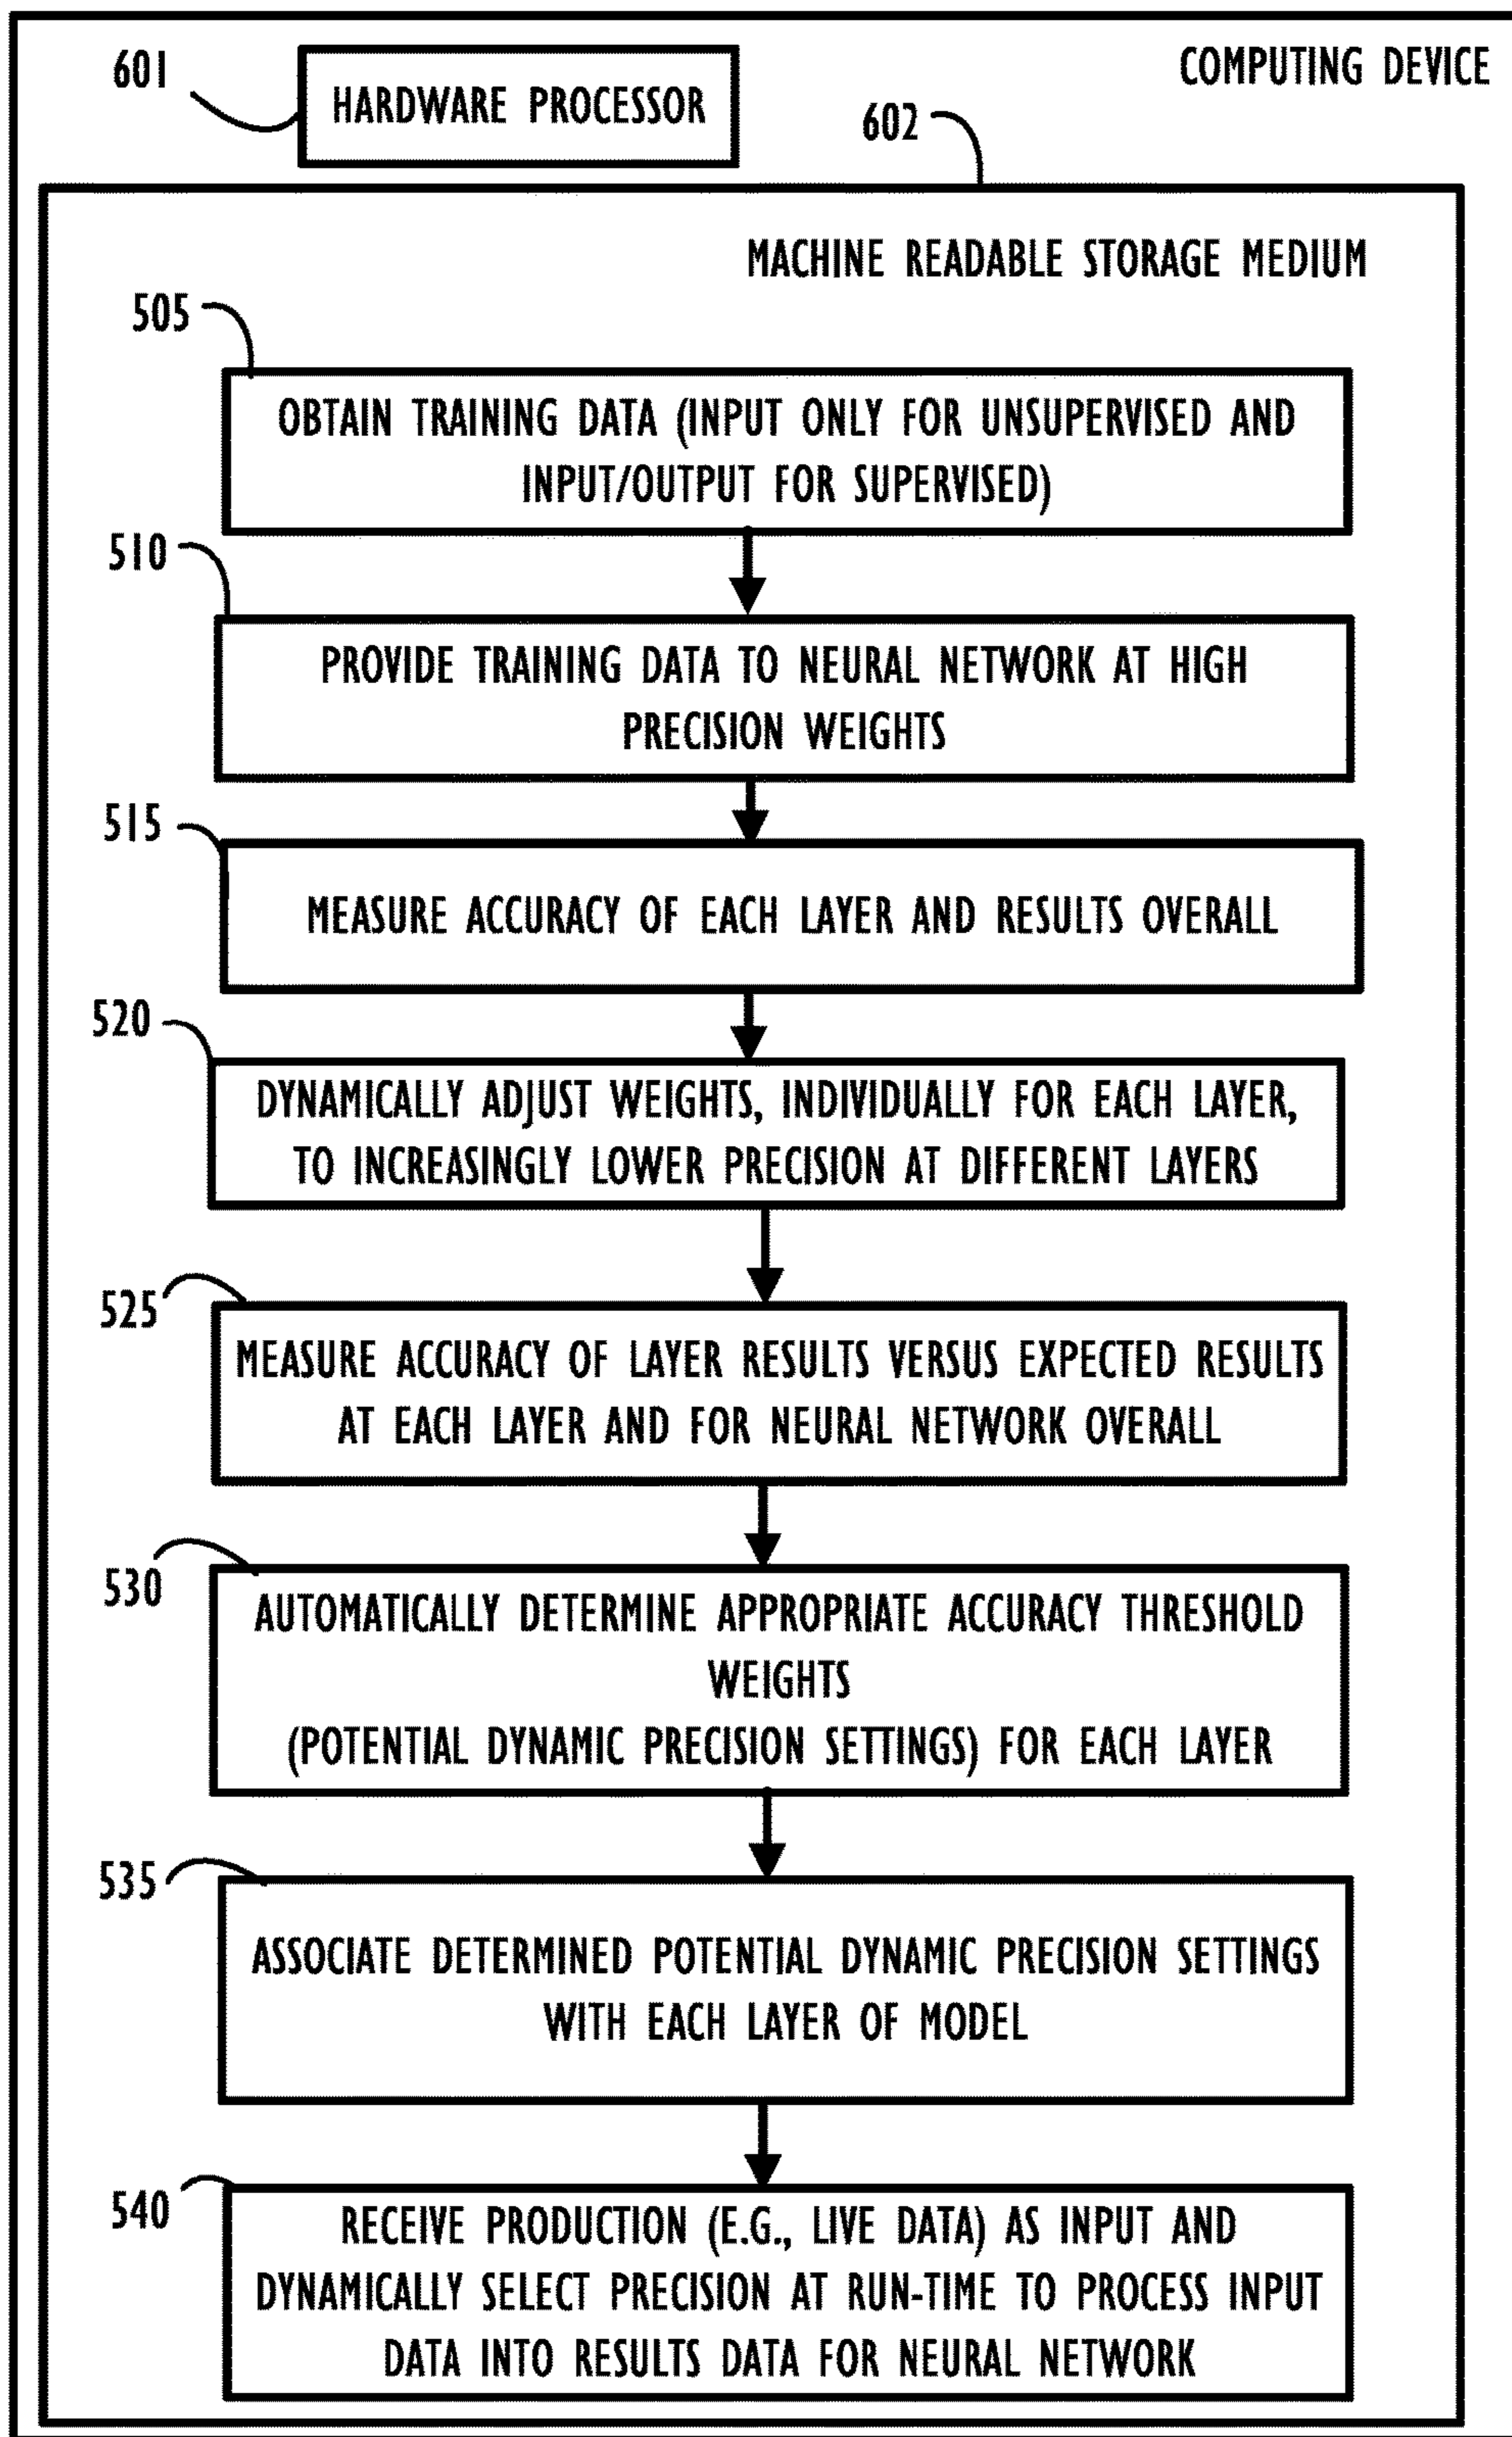 601
HARDWARE PROCESSOR
COMPUTING DEVICE
602
MACHINE READABLE STORAGE MEDIUM
505
OBTAIN TRAINING DATA (INPUT ONLY FOR UNSUPERVISED AND
INPUT/OUTPUT FOR SUPERVISED)
510
PROVIDE TRAINING DATA TO NEURAL NETWORK AT HIGH
PRECISION WEIGHTS
515
MEASURE ACCURACY OF EACH LAYER AND RESULTS OVERALL
520
DYNAMICALLY ADJUST WEIGHTS, INDIVIDUALLY FOR EACH LAYER,
TO INCREASINGLY LOWER PRECISION AT DIFFERENT LAYERS
525
MEASURE ACCURACY OF LAYER RESULTS VERSUS EXPECTED RESULTS
AT EACH LAYER AND FOR NEURAL NETWORK OVERALL
530
AUTOMATICALLY DETERMINE APPROPRIATE ACCURACY THRESHOLD
WEIGHTS
(POTENTIAL DYNAMIC PRECISION SETTINGS) FOR EACH LAYER
535
ASSOCIATE DETERMINED POTENTIAL DYNAMIC PRECISION SETTINGS
WITH EACH LAYER OF MODEL
540
RECEIVE PRODUCTION (E.G., LIVE DATA) AS INPUT AND
DYNAMICALLY SELECT PRECISION AT RUN-TIME TO PROCESS INPUT
DATA INTO RESULTS DATA FOR NEURAL NETWORK